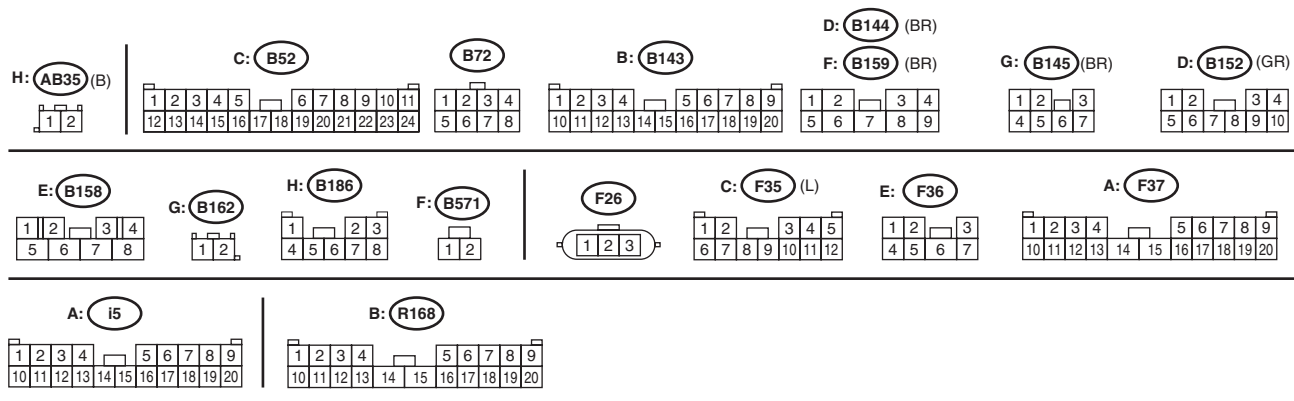 H: AB35 (B)
1 2
C: B52
1 2 3 4 5 6 7 8 9 10 11
12 13 14 15 16 17 18 19 20 21 22 23 24
B72
1 2 3 4
5 6 7 8
B: B143
1 2 3 4 5 6 7 8 9
10 11 12 13 14 15 16 17 18 19 20
D: B144 (BR)
F: B159 (BR)
1 2 3 4
5 6 7 8 9
G: B145 (BR)
1 2 3
4 5 6 7
D: B152 (GR)
1 2 3 4
5 6 7 8 9 10
E: B158
1 2 3 4
5 6 7 8
G: B162
1 2
H: B186
1 2 3
4 5 6 7 8
F: B571
1 2
F26
1 2 3
C: F35 (L)
1 2 3 4 5
6 7 8 9 10 11 12
E: F36
1 2 3
4 5 6 7
A: F37
1 2 3 4 5 6 7 8 9
10 11 12 13 14 15 16 17 18 19 20
A: i5
1 2 3 4 5 6 7 8 9
10 11 12 13 14 15 16 17 18 19 20
B: R168
1 2 3 4 5 6 7 8 9
10 11 12 13 14 15 16 17 18 19 20